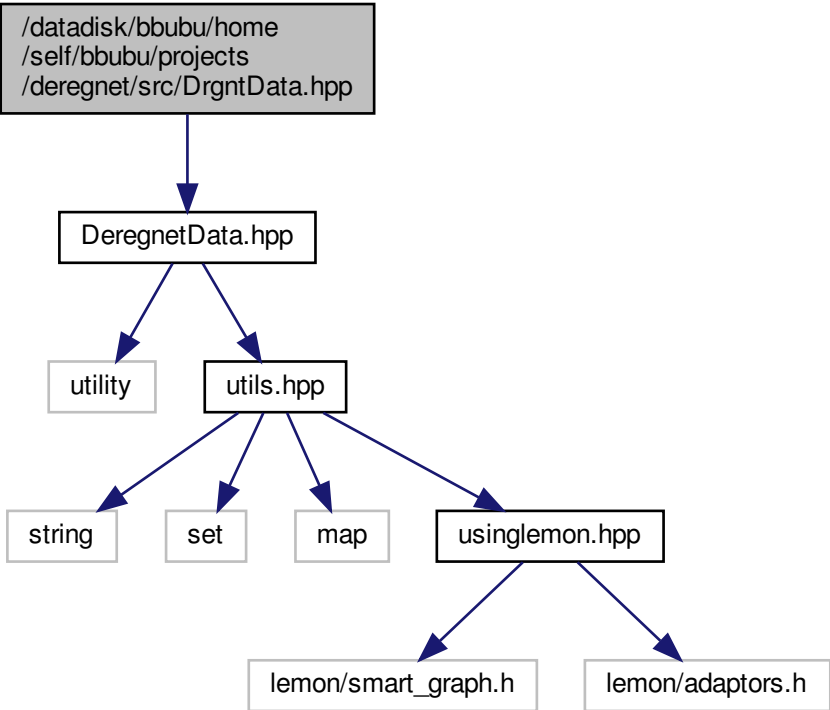 /datadisk/bbubu/home
/self/bbubu/projects
/deregnet/src/DrgntData.hpp
DeregnetData.hpp
utility
utils.hpp
string
set
map
usinglemon.hpp
lemon/smart_graph.h
lemon/adaptors.h